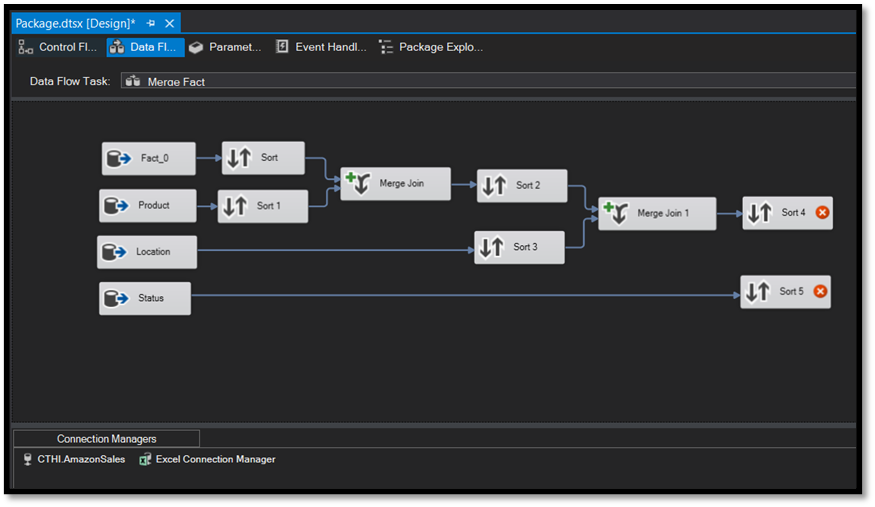 Package.dtsx [Design]*
Control Fl... Data Fl... Paramet... Event Handl... Package Explo...
Data Flow Task: Merge Fact
Fact_0 Sort
Merge Join Sort 2
Product Sort 1
Merge Join 1 Sort 4
Location Sort 3
Status Sort 5
Connection Managers
CTHI.AmazonSales Excel Connection Manager